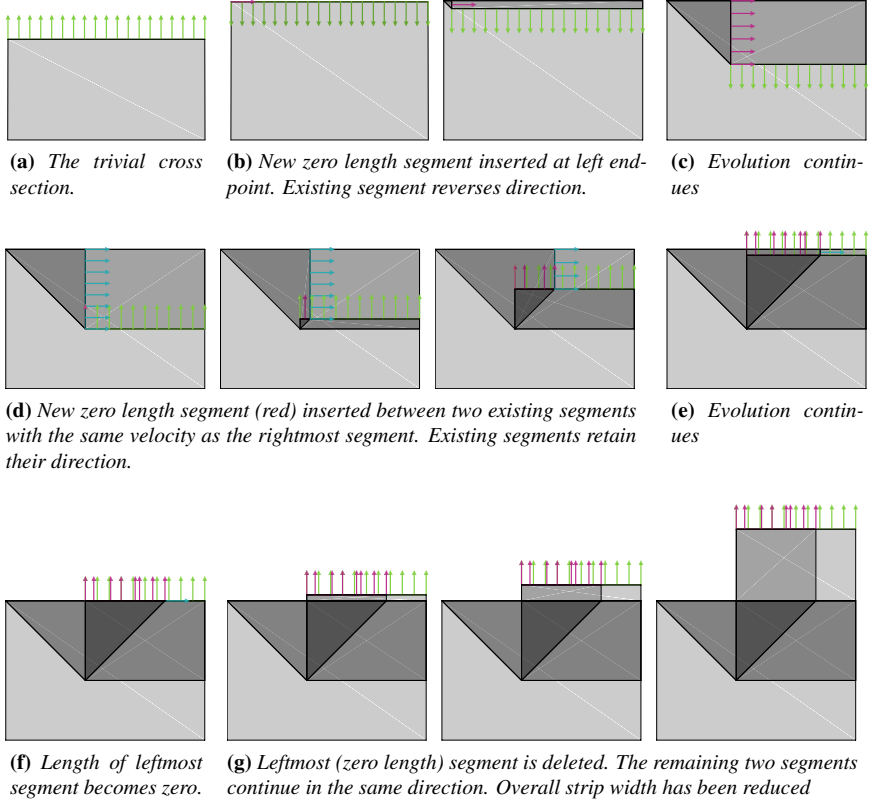 (a) The trivial cross
section.
(b) New zero length segment inserted at left end-
point. Existing segment reverses direction.
(c) Evolution contin-
ues
(d) New zero length segment (red) inserted between two existing segments
with the same velocity as the rightmost segment. Existing segments retain
their direction.
(e) Evolution contin-
ues
(f) Length of leftmost
segment becomes zero.
(g) Leftmost (zero length) segment is deleted. The remaining two segments
continue in the same direction. Overall strip width has been reduced